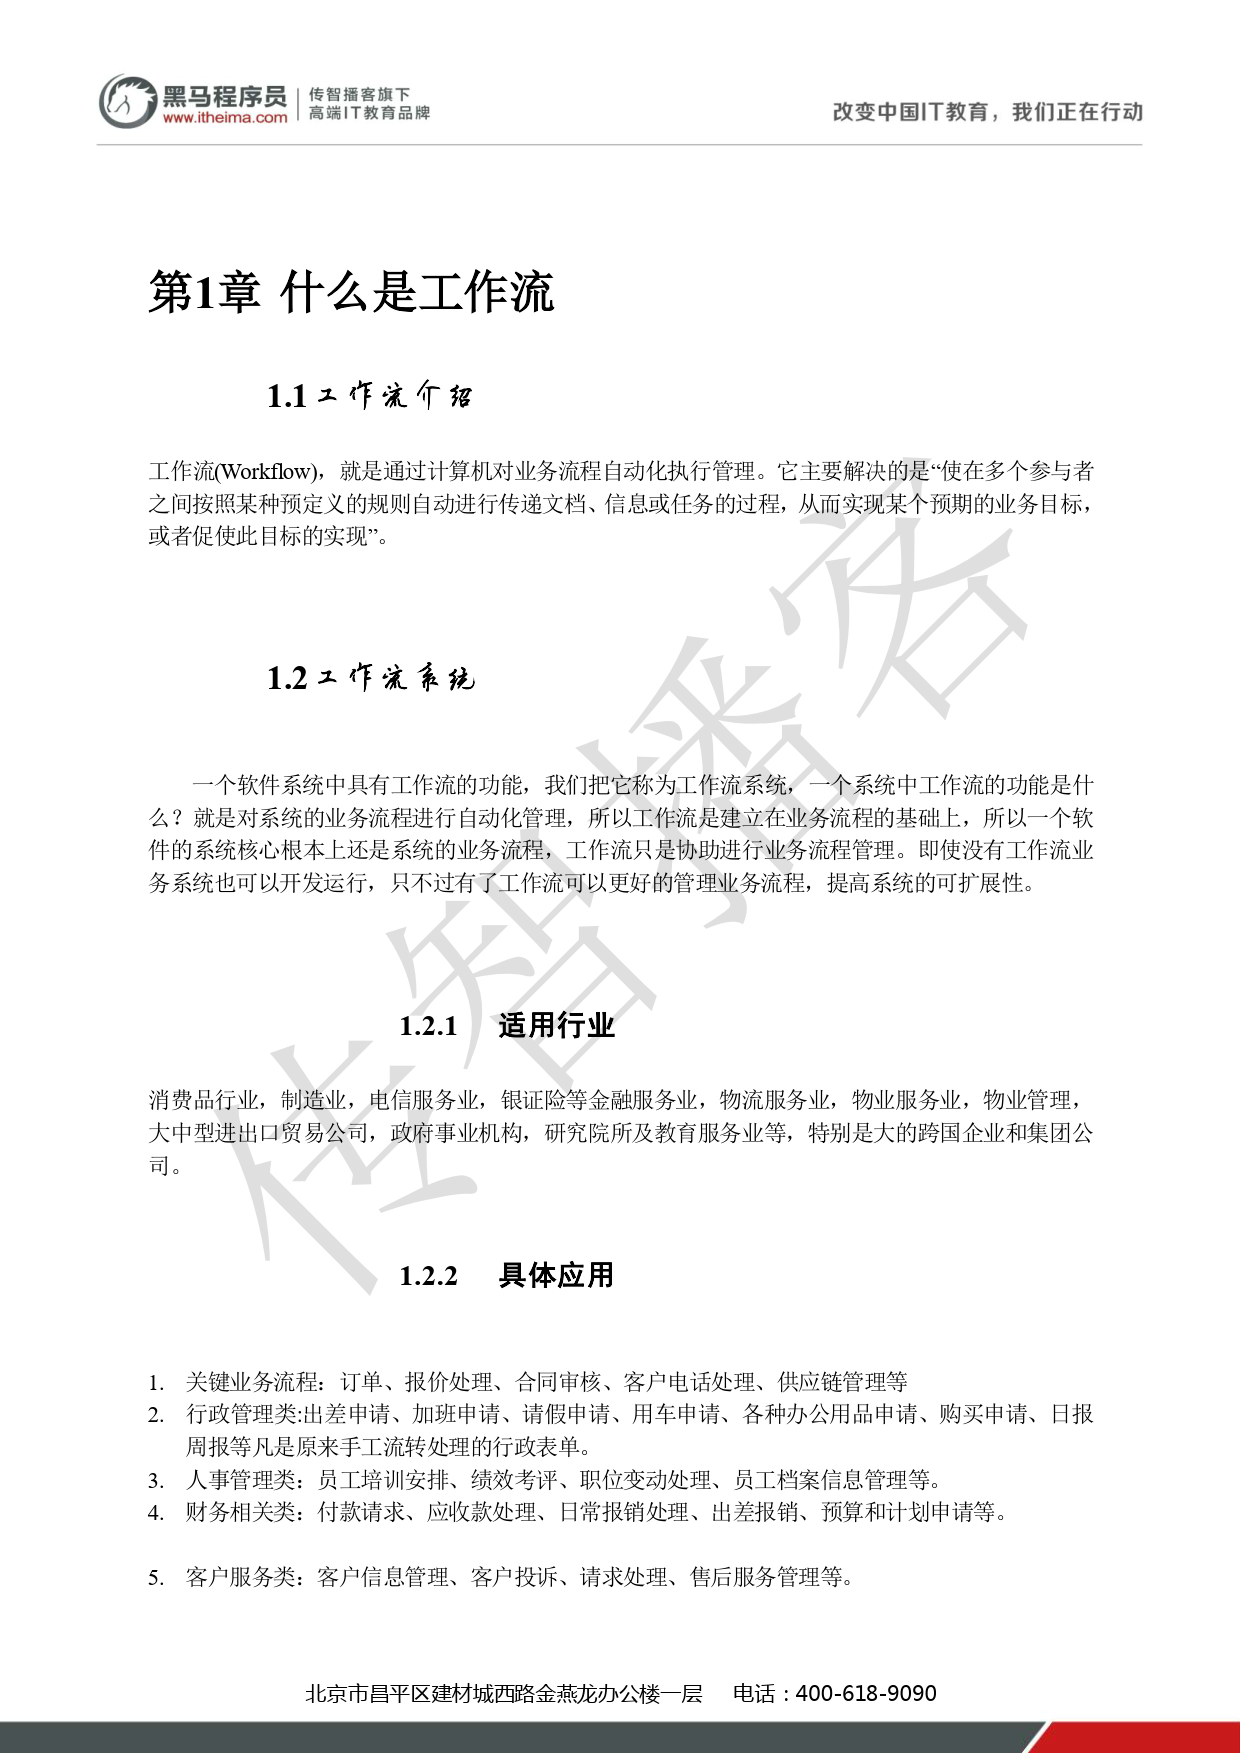 黑马程序员
www.itheima.com
传智播客旗下
高端IT教育品牌
改变中国IT教育，我们正在行动
第1章 什么是工作流
1.1工作流介绍
工作流(Workflow)，就是通过计算机对业务流程自动化执行管理。它主要解决的是“使在多个参与者
之间按照某种预定义的规则自动进行传递文档、信息或任务的过程，从而实现某个预期的业务目标，
或者促使此目标的实现”。
1.2工作流系统
一个软件系统中具有工作流的功能，我们把它称为工作流系统，一个系统中工作流的功能是什
么？就是对系统的业务流程进行自动化管理，所以工作流是建立在业务流程的基础上，所以一个软
件的系统核心根本上还是系统的业务流程，工作流只是协助进行业务流程管理。即使没有工作流业
务系统也可以开发运行，只不过有了工作流可以更好的管理业务流程，提高系统的可扩展性。
1.2.1 适用行业
消费品行业，制造业，电信服务业，银证险等金融服务业，物流服务业，物业服务业，物业管理，
大中型进出口贸易公司，政府事业机构，研究院所及教育服务业等，特别是大的跨国企业和集团公
司。
1.2.2 具体应用
1. 关键业务流程：订单、报价处理、合同审核、客户电话处理、供应链管理等
2. 行政管理类:出差申请、加班申请、请假申请、用车申请、各种办公用品申请、购买申请、日报
周报等凡是原来手工流转处理的行政表单。
3. 人事管理类：员工培训安排、绩效考评、职位变动处理、员工档案信息管理等。
4. 财务相关类：付款请求、应收款处理、日常报销处理、出差报销、预算和计划申请等。
5. 客户服务类：客户信息管理、客户投诉、请求处理、售后服务管理等。
传智播客
北京市昌平区建材城西路金燕龙办公楼一层 电话：400-618-9090